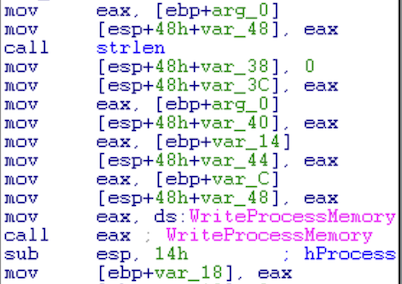 mov eax, [ebp+arg_0]
mov [esp+48h+var_48], eax
call strlen
mov [esp+48h+var_38], 0
mov [esp+48h+var_3C], eax
mov eax, [ebp+arg_0]
mov [esp+48h+var_40], eax
mov eax, [ebp+var_14]
mov [esp+48h+var_44], eax
mov eax, [ebp+var_C]
mov [esp+48h+var_48], eax
mov eax, ds:WriteProcessMemory
call eax ; WriteProcessMemory
sub esp, 14h ; hProcess
mov [ebp+var_18], eax